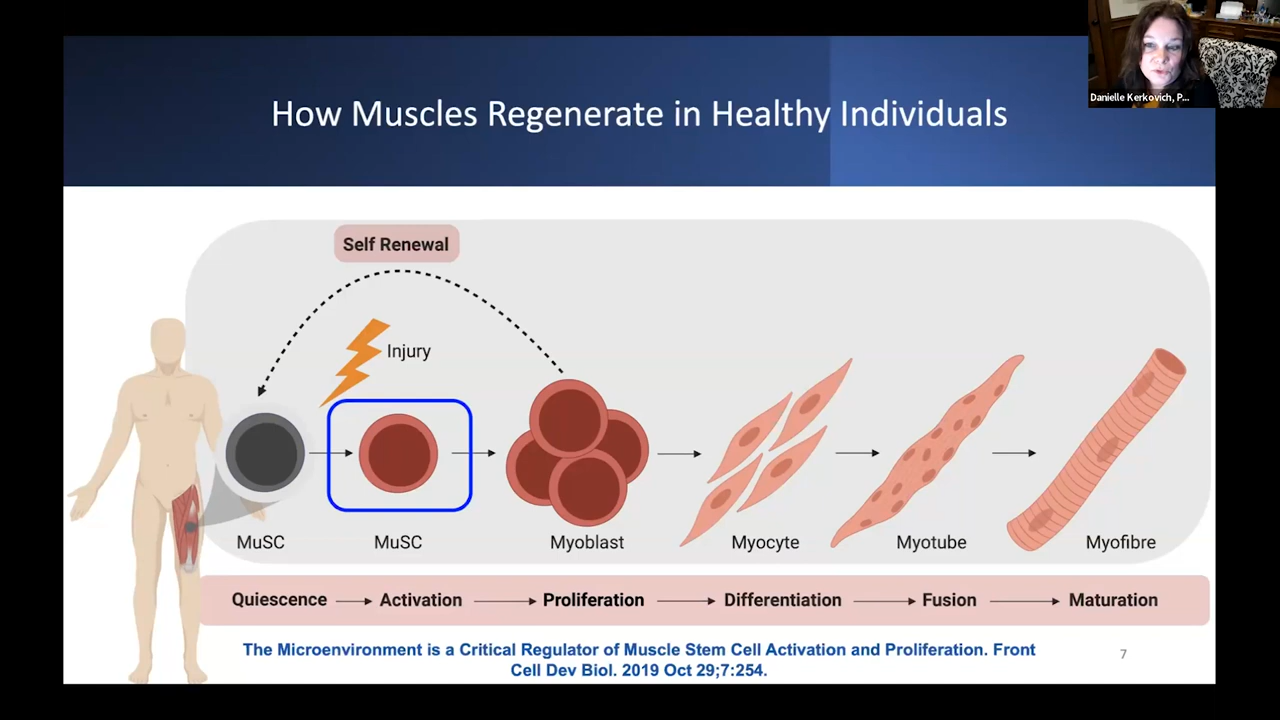 Danielle Kerkovich, P...
How Muscles Regenerate in Healthy Individuals
Self Renewal
Injury
MuSC
MuSC
Myoblast
Myocyte
Myotube
Myofibre
Quiescence
Activation
Proliferation
Differentiation
Fusion
Maturation
The Microenvironment is a Critical Regulator of Muscle Stem Cell Activation and Proliferation. Front
Cell Dev Biol. 2019 Oct 29;7:254.
7